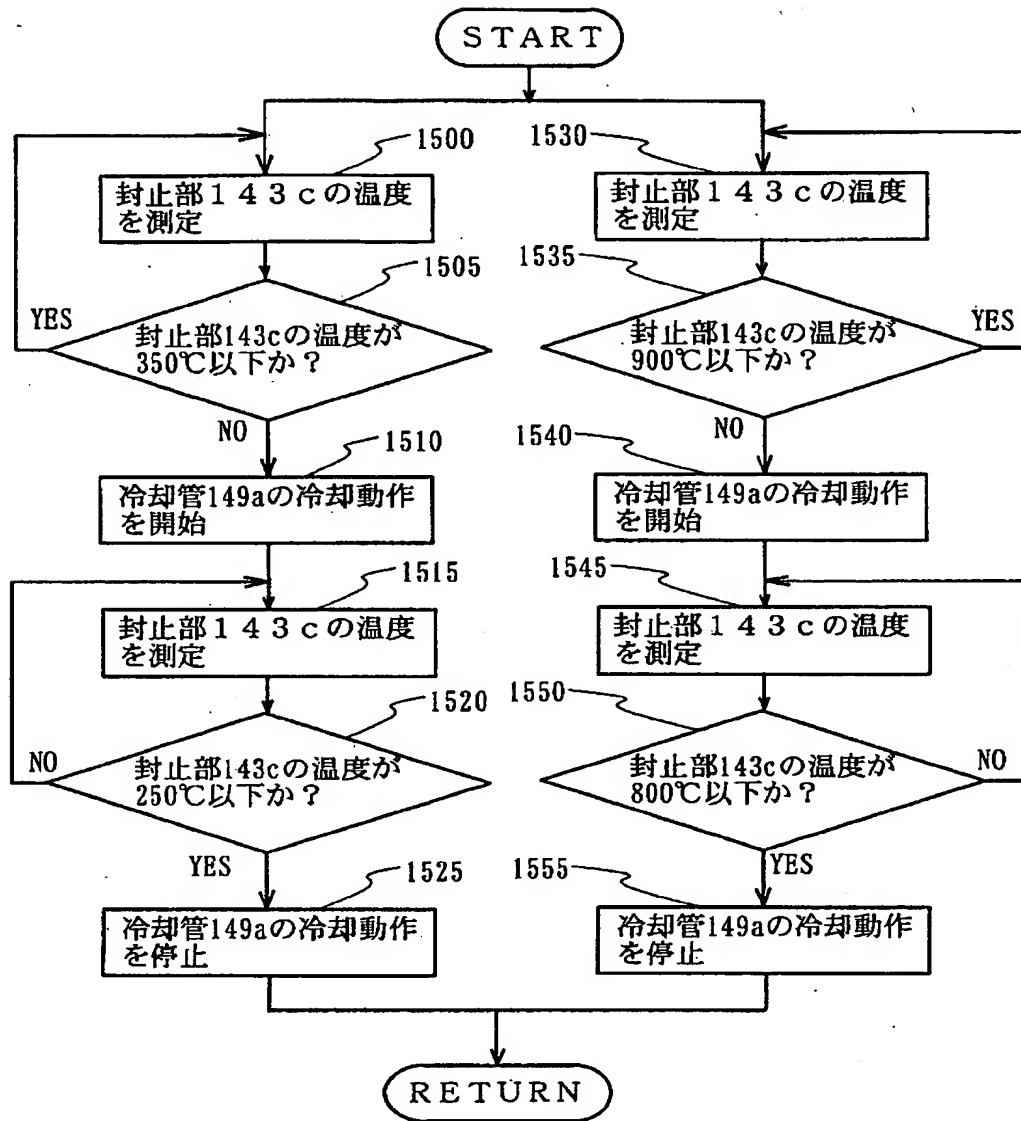 START
1500
1530
封止部１４３ｃの温度
を測定
封止部１４３ｃの温度
を測定
1505
1535
YES
封止部143cの温度が
350℃以下か？
封止部143cの温度が
900℃以下か？
YES
NO
NO
1510
1540
冷却管149aの冷却動作
を開始
冷却管149aの冷却動作
を開始
1515
1545
封止部１４３ｃの温度
を測定
封止部１４３ｃの温度
を測定
1520
1550
NO
封止部143cの温度が
250℃以下か？
封止部143cの温度が
800℃以下か？
NO
YES
YES
1525
1555
冷却管149aの冷却動作
を停止
冷却管149aの冷却動作
を停止
RETURN